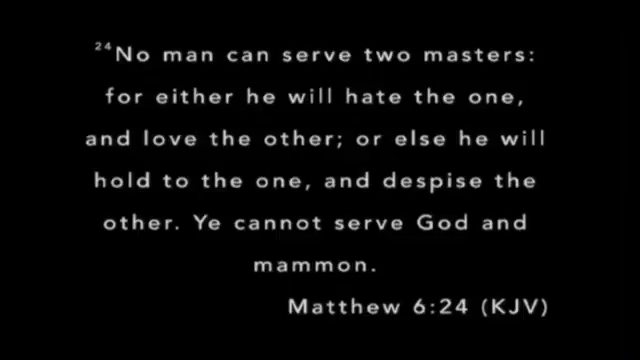 ²⁴No man can serve two masters:
for either he will hate the one,
and love the other; or else he will
hold to the one, and despise the
other. Ye cannot serve God and
mammon.
Matthew 6:24 (KJV)